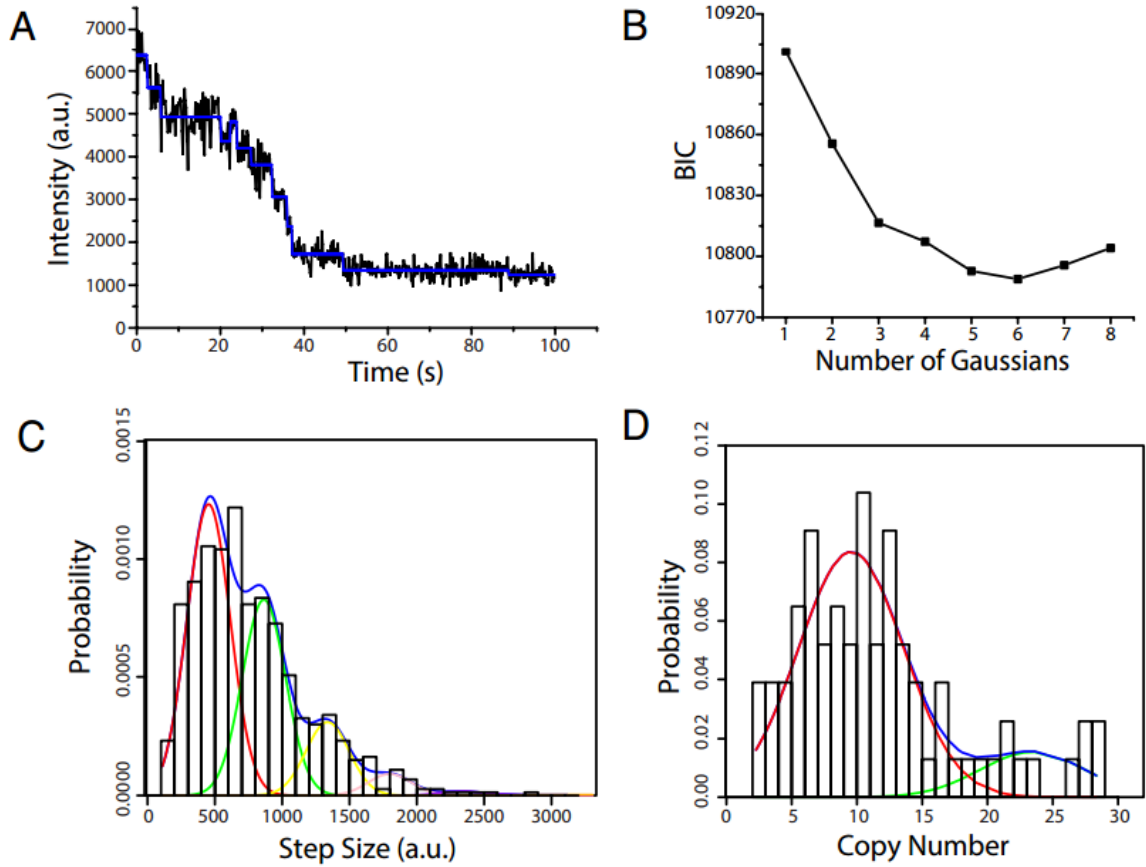 A
7000
6000
5000
4000
3000
2000
1000
0
Intensity (a.u.)
0 20 40 60 80 100
Time (s)
B
10920
10890
10860
10830
10800
10770
BIC
1 2 3 4 5 6 7 8
Number of Gaussians
C
0.0015
0.0010
0.0005
0.0000
Probability
0 500 1000 1500 2000 2500 3000
Step Size (a.u.)
D
0.12
0.10
0.08
0.06
0.04
0.02
0.00
Probability
0 5 10 15 20 25 30
Copy Number